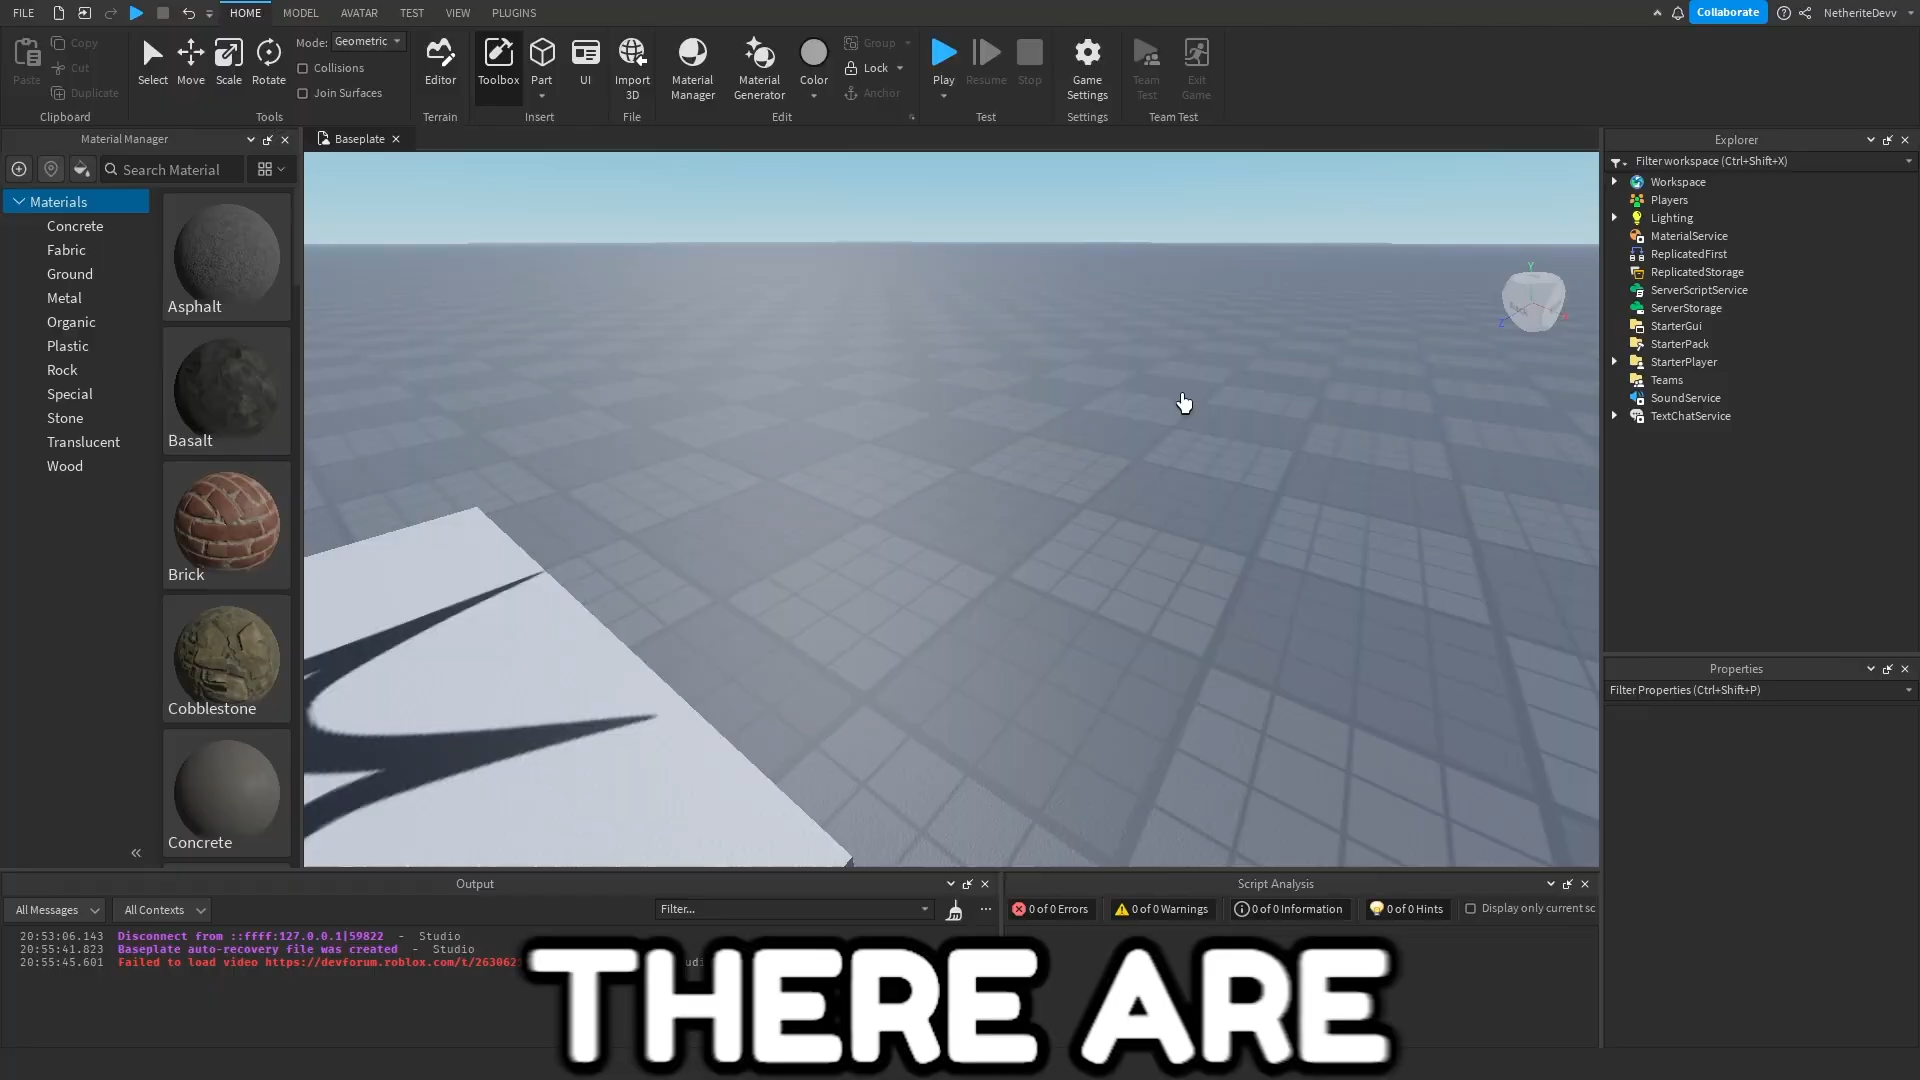 FILE HOME MODEL AVATAR TEST VIEW PLUGINS Collaborate NetheriteDevv
Paste Copy Cut Duplicate Clipboard
Select Move Scale Rotate Mode: Geometric Collisions Join Surfaces Tools
Editor Terrain
Toolbox Part UI Insert
Import 3D File
Material Manager Material Generator Color Group Lock Anchor Edit
Play Resume Stop Test
Game Settings Settings
Team Test Exit Game Team Test
Material Manager
Search Material
Materials
Concrete
Fabric
Ground
Metal
Organic
Plastic
Rock
Special
Stone
Translucent
Wood
Asphalt
Basalt
Brick
Cobblestone
Concrete
Baseplate
Y
Z
Explorer
Filter workspace (Ctrl+Shift+X)
Workspace
Players
Lighting
MaterialService
ReplicatedFirst
ReplicatedStorage
ServerScriptService
ServerStorage
StarterGui
StarterPack
StarterPlayer
Teams
SoundService
TextChatService
Properties
Filter Properties (Ctrl+Shift+P)
Output
All Messages All Contexts Filter...
20:53:06.143 Disconnect from ::ffff:127.0.0.1|59822 - Studio
20:55:41.823 Baseplate auto-recovery file was created - Studio
20:55:45.601 Failed to load video https://devforum.roblox.com/t/26306
Script Analysis
0 of 0 Errors 0 of 0 Warnings 0 of 0 Information 0 of 0 Hints Display only current sc
THERE ARE